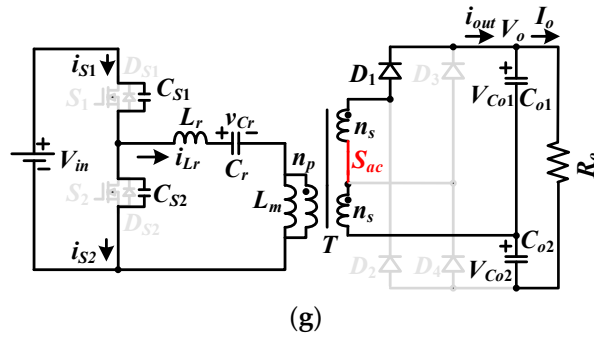 i_out V_o I_o
i_S1 D_S1
S_1 C_S1
D_1 D_3
V_Co1 C_o1
L_r v_Cr
+ −
n_s
V_in i_Lr C_r n_p S_ac R_o
S_2 C_S2 L_m n_s
D_S2 T
i_S2 D_2 D_4 V_Co2 C_o2
(g)